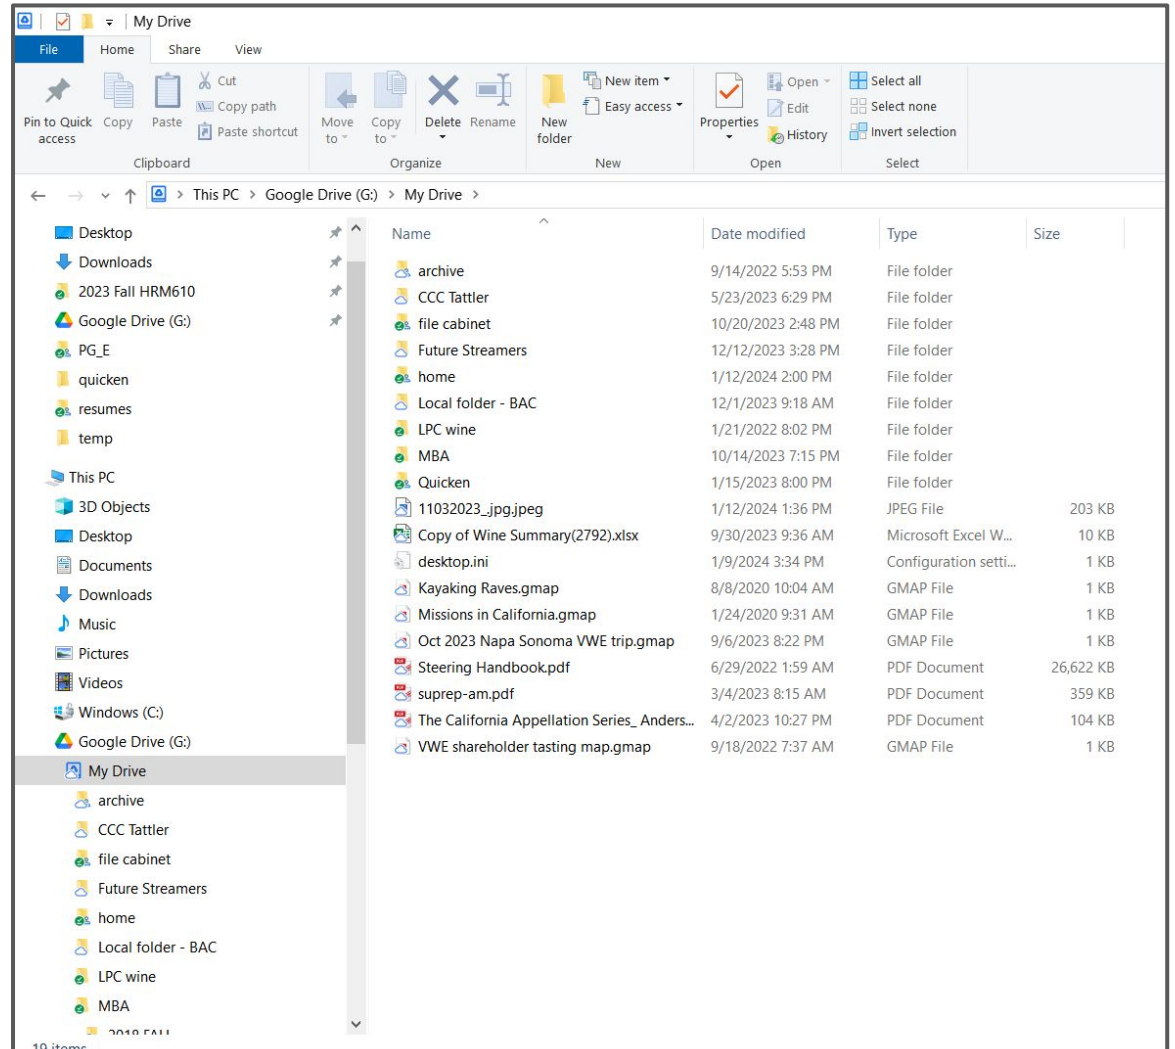 My Drive
File Home Share View
Pin to Quick access
Copy
Paste
Cut
Copy path
Paste shortcut
Clipboard
Move to
Copy to
Delete
Rename
Organize
New folder
New item
Easy access
New
Properties
Open
Edit
History
Open
Select all
Select none
Invert selection
Select
This PC > Google Drive (G:) > My Drive >
Desktop
Downloads
2023 Fall HRM610
Google Drive (G:)
PG_E
quicken
resumes
temp
This PC
3D Objects
Desktop
Documents
Downloads
Music
Pictures
Videos
Windows (C:)
Google Drive (G:)
My Drive
archive
CCC Tattler
file cabinet
Future Streamers
home
Local folder - BAC
LPC wine
MBA
2018 FALL
19 items
Name Date modified Type Size
archive 9/14/2022 5:53 PM File folder
CCC Tattler 5/23/2023 6:29 PM File folder
file cabinet 10/20/2023 2:48 PM File folder
Future Streamers 12/12/2023 3:28 PM File folder
home 1/12/2024 2:00 PM File folder
Local folder - BAC 12/1/2023 9:18 AM File folder
LPC wine 1/21/2022 8:02 PM File folder
MBA 10/14/2023 7:15 PM File folder
Quicken 1/15/2023 8:00 PM File folder
11032023_.jpg.jpeg 1/12/2024 1:36 PM JPEG File 203 KB
Copy of Wine Summary(2792).xlsx 9/30/2023 9:36 AM Microsoft Excel W... 10 KB
desktop.ini 1/9/2024 3:34 PM Configuration setti... 1 KB
Kayaking Raves.gmap 8/8/2020 10:04 AM GMAP File 1 KB
Missions in California.gmap 1/24/2020 9:31 AM GMAP File 1 KB
Oct 2023 Napa Sonoma VWE trip.gmap 9/6/2023 8:22 PM GMAP File 1 KB
Steering Handbook.pdf 6/29/2022 1:59 AM PDF Document 26,622 KB
suprep-am.pdf 3/4/2023 8:15 AM PDF Document 359 KB
The California Appellation Series_ Anders... 4/2/2023 10:27 PM PDF Document 104 KB
VWE shareholder tasting map.gmap 9/18/2022 7:37 AM GMAP File 1 KB